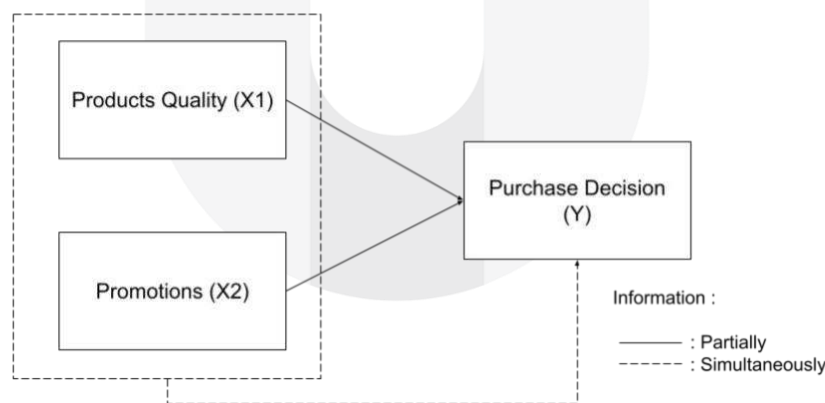 Products Quality (X1)
Purchase Decision
(Y)
Promotions (X2)
Information :
: Partially
: Simultaneously